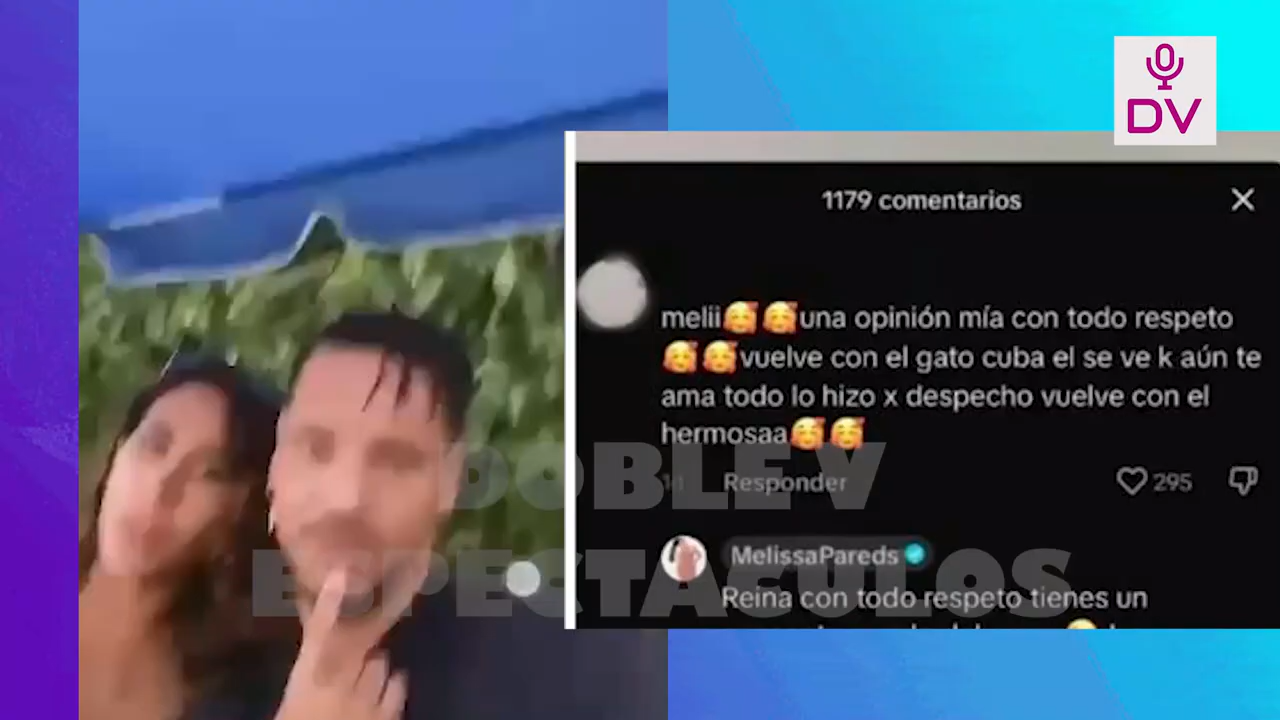 DV
1179 comentarios
melii🥰🥰una opinión mía con todo respeto
🥰🥰vuelve con el gato cuba el se ve k aún te
ama todo lo hizo x despecho vuelve con el
hermosaa🥰🥰
1d Responder 295
MelissaPareds
Reina con todo respeto tienes un
DOBLE V
ESPECTACULOS